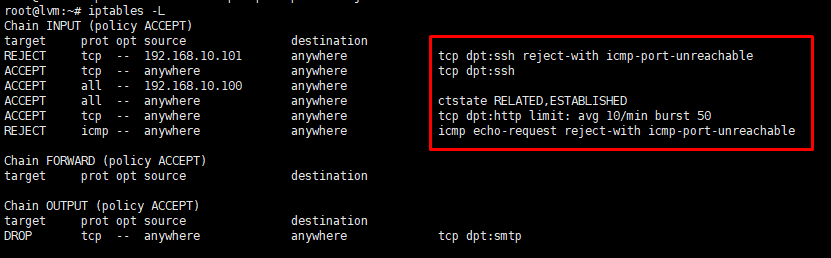 root@lvm:~# iptables -L
Chain INPUT (policy ACCEPT)
target     prot opt source               destination
REJECT     tcp  --  192.168.10.101       anywhere             tcp dpt:ssh reject-with icmp-port-unreachable
ACCEPT     tcp  --  anywhere             anywhere             tcp dpt:ssh
ACCEPT     all  --  192.168.10.100       anywhere
ACCEPT     all  --  anywhere             anywhere             ctstate RELATED,ESTABLISHED
ACCEPT     tcp  --  anywhere             anywhere             tcp dpt:http limit: avg 10/min burst 50
REJECT     icmp --  anywhere             anywhere             icmp echo-request reject-with icmp-port-unreachable
Chain FORWARD (policy ACCEPT)
target     prot opt source               destination
Chain OUTPUT (policy ACCEPT)
target     prot opt source               destination
DROP       tcp  --  anywhere             anywhere             tcp dpt:smtp